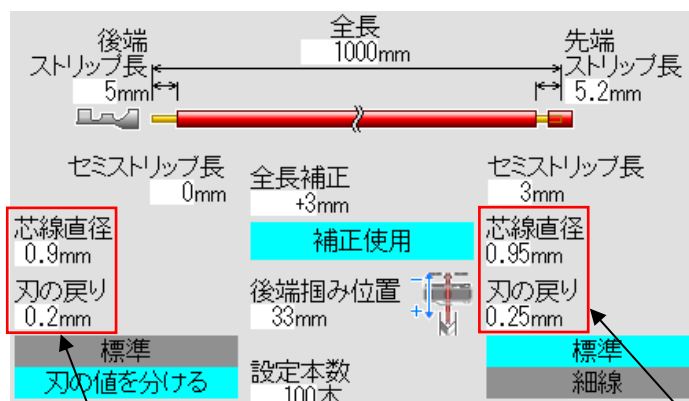 全長
1000mm
後端
ストリップ長
5mm
先端
ストリップ長
5.2mm
セミストリップ長
0mm
全長補正
+3mm
補正使用
セミストリップ長
3mm
芯線直径
0.9mm
刃の戻り
0.2mm
芯線直径
0.95mm
刃の戻り
0.25mm
後端掴み位置
33mm
-
+
標準
刃の値を分ける
設定本数
100本
標準
細線